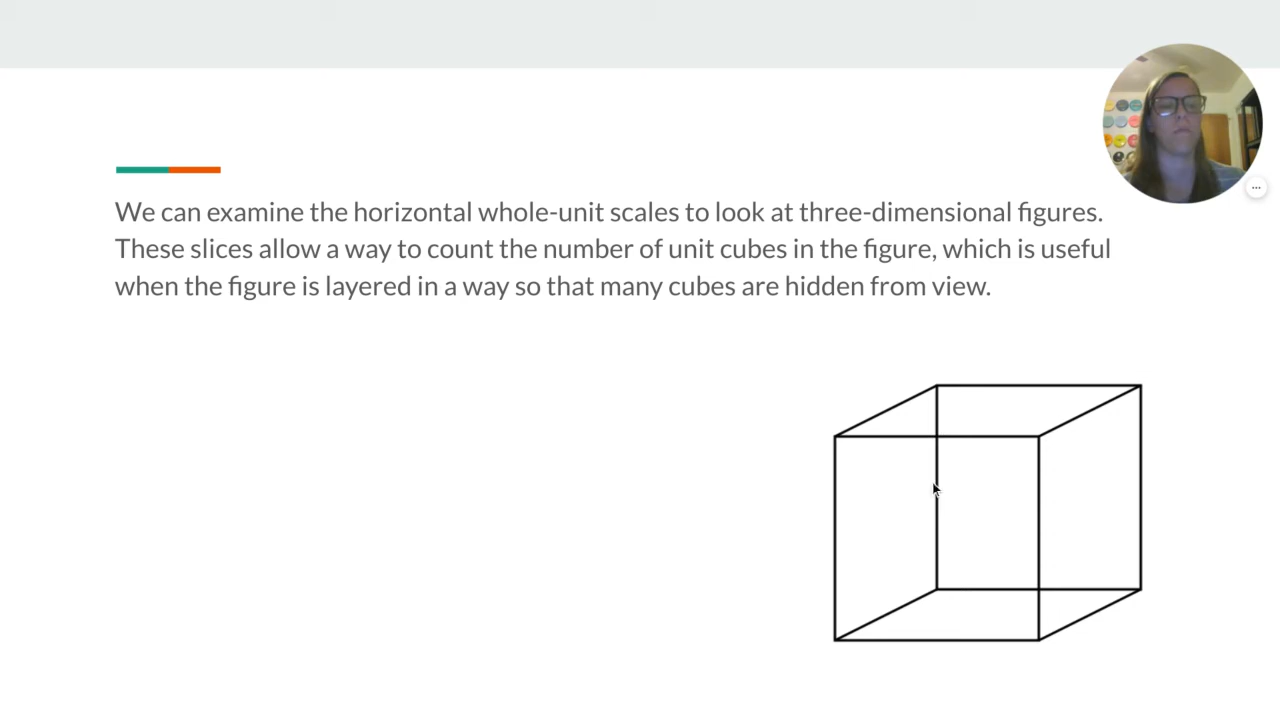 We can examine the horizontal whole-unit scales to look at three-dimensional figures.
These slices allow a way to count the number of unit cubes in the figure, which is useful
when the figure is layered in a way so that many cubes are hidden from view.